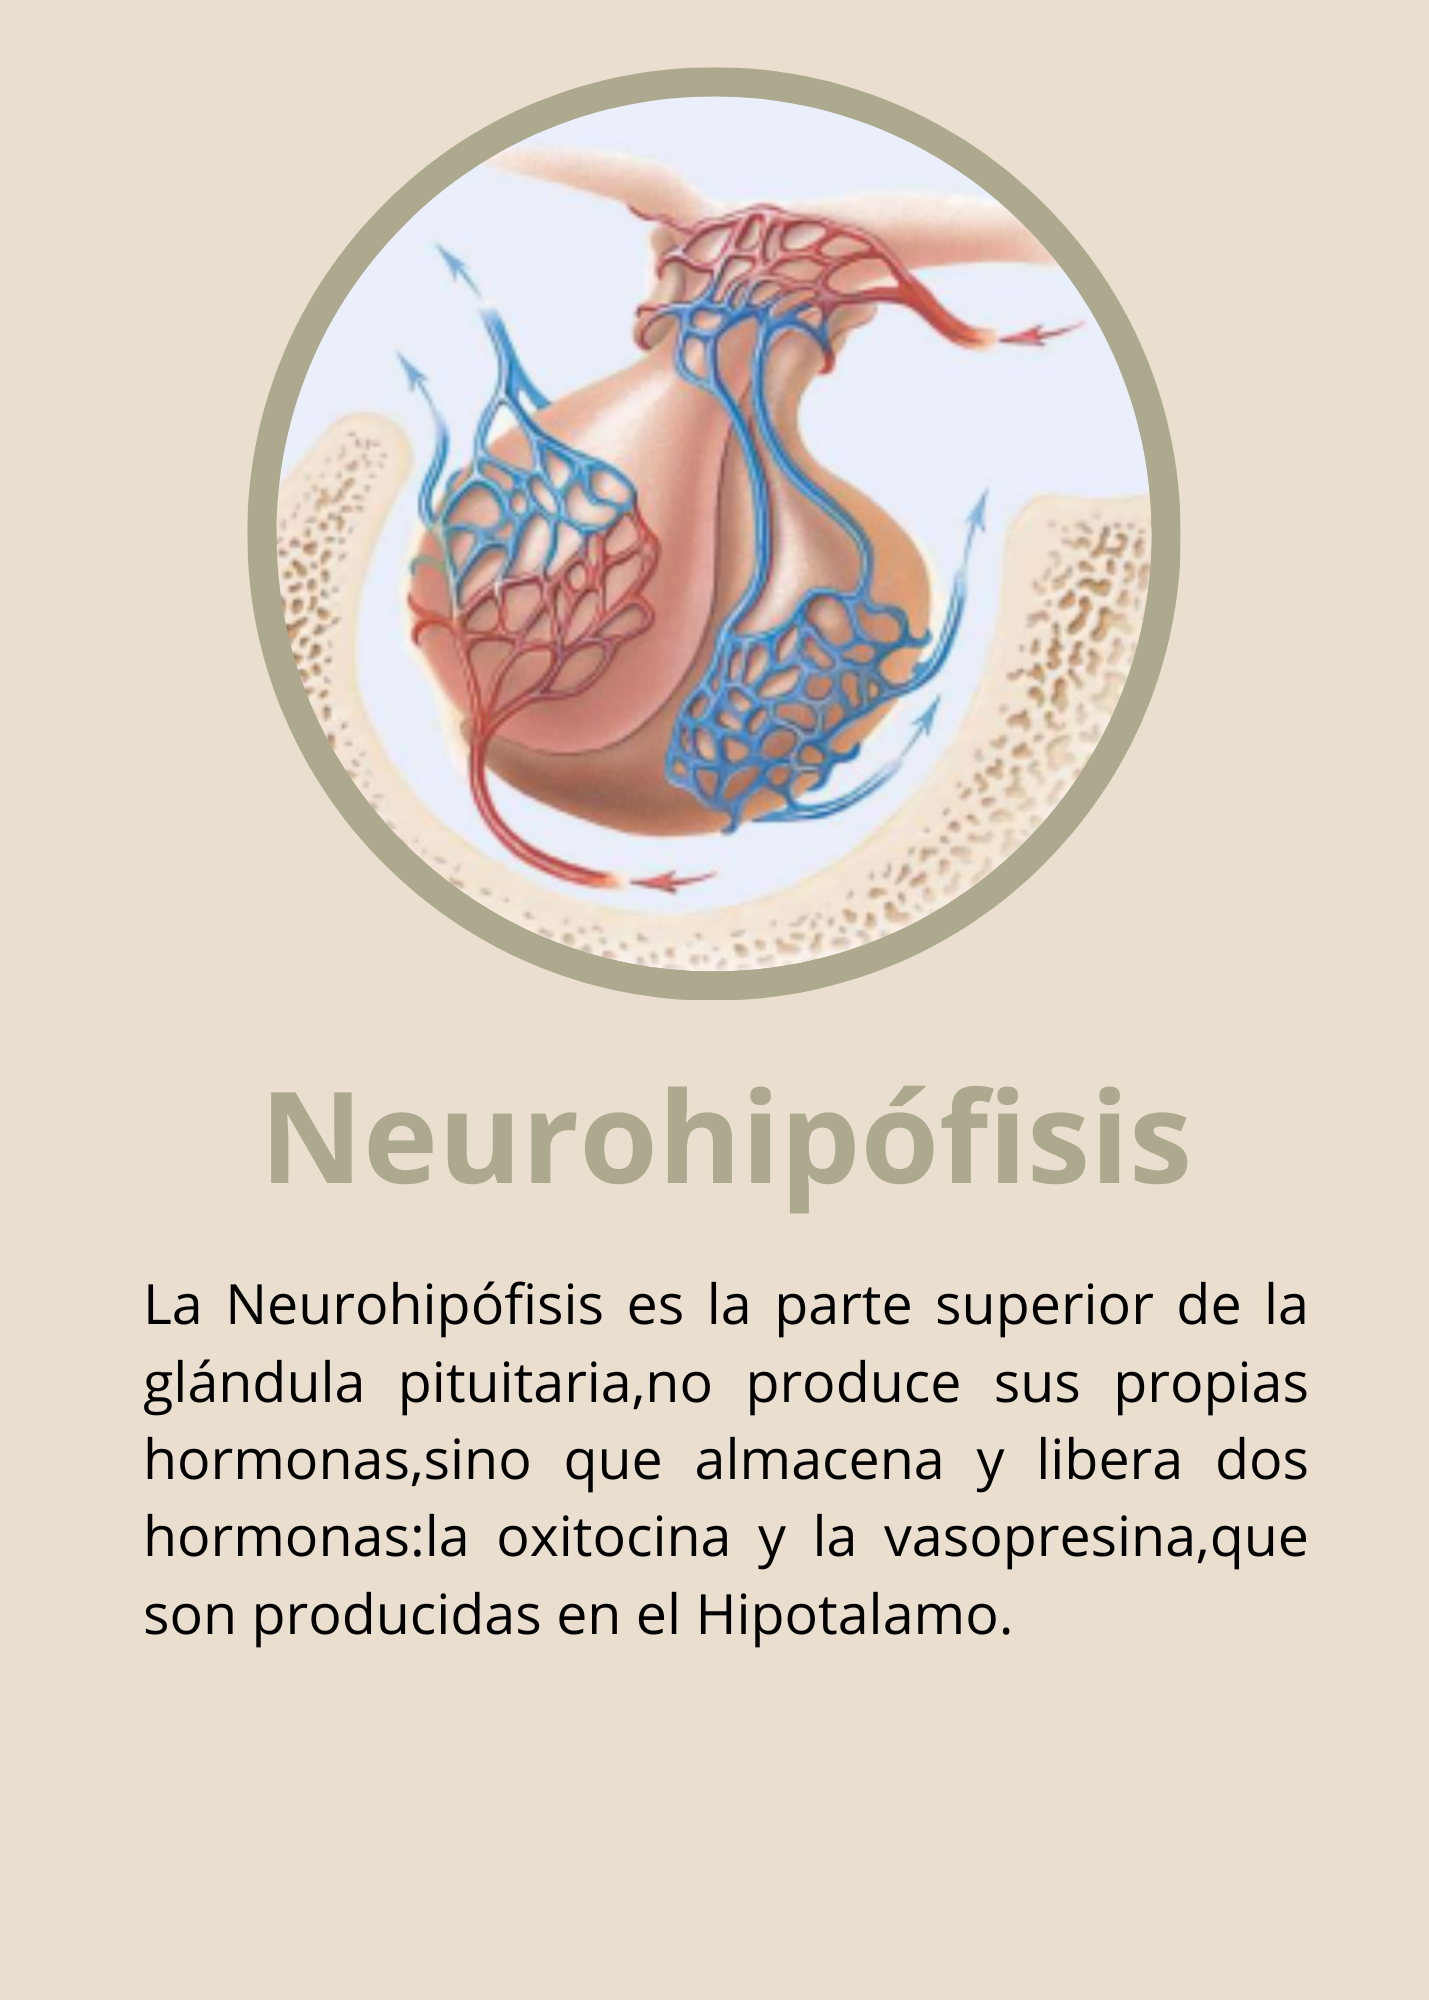 Neurohipófisis
La Neurohipófisis es la parte superior de la
glándula pituitaria,no produce sus propias
hormonas,sino que almacena y libera dos
hormonas:la oxitocina y la vasopresina,que
son producidas en el Hipotalamo.